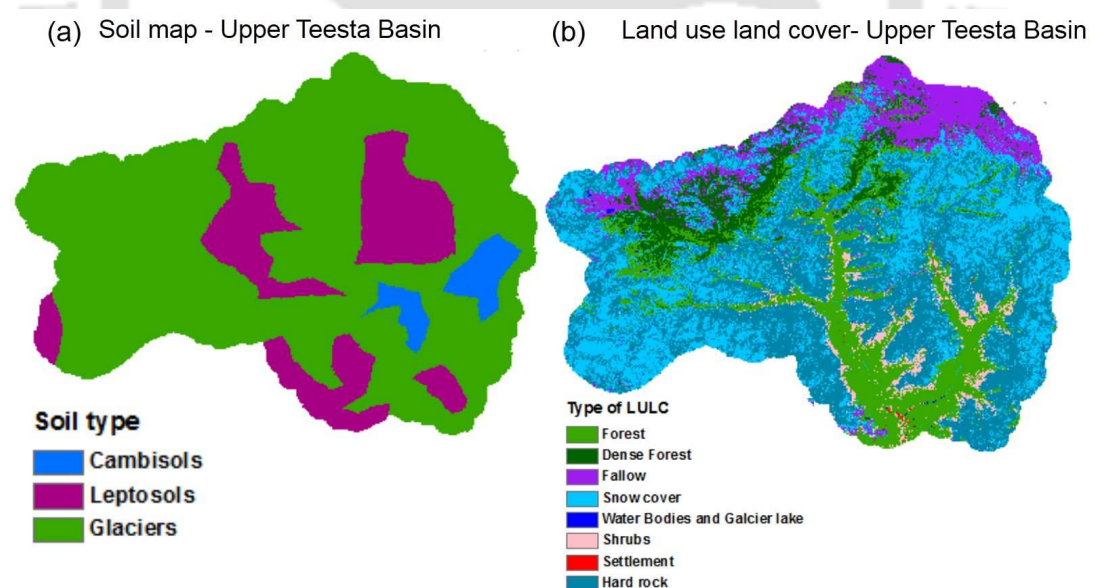 (a) Soil map - Upper Teesta Basin
(b) Land use land cover- Upper Teesta Basin
Soil type
Cambisols
Leptosols
Glaciers
Type of LULC
Forest
Dense Forest
Fallow
Snow cover
Water Bodies and Galcier lake
Shrubs
Settlement
Hard rock